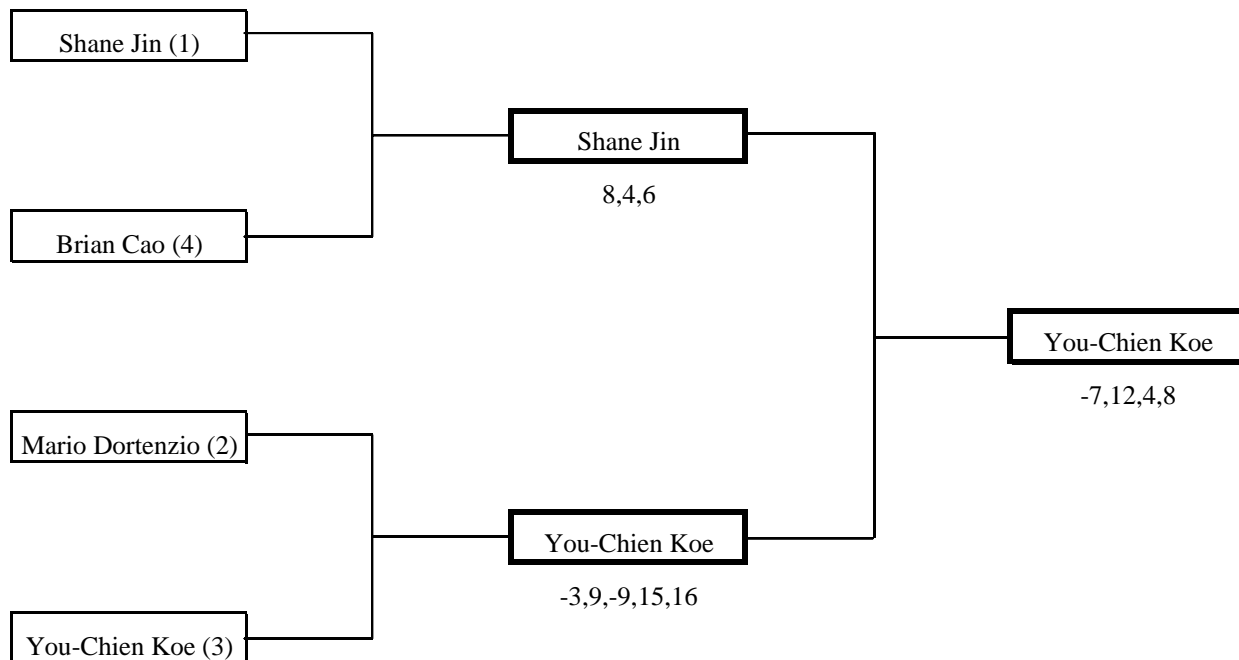 Shane Jin (1)
Shane Jin
8,4,6
Brian Cao (4)
You-Chien Koe
-7,12,4,8
Mario Dortenzio (2)
You-Chien Koe
-3,9,-9,15,16
You-Chien Koe (3)